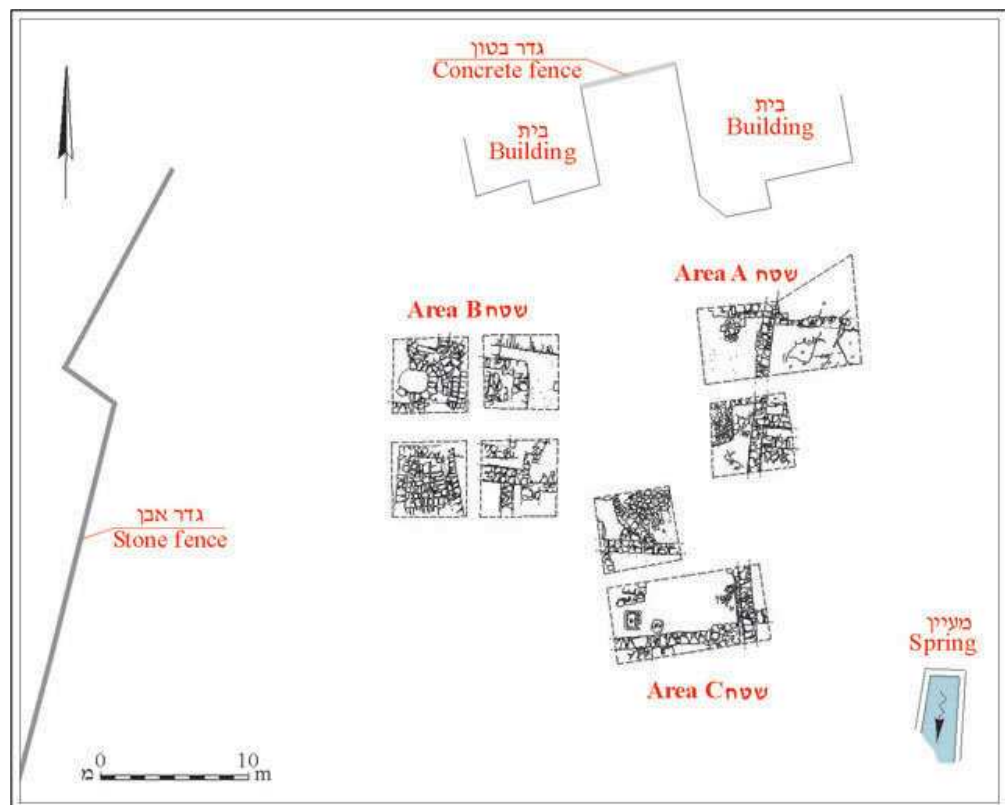 גדר בטון
Concrete fence
בית
Building
בית
Building
Area A שטח
Area B שטח
גדר אבן
Stone fence
מעיין
Spring
Area C שטח
0 10
מ m